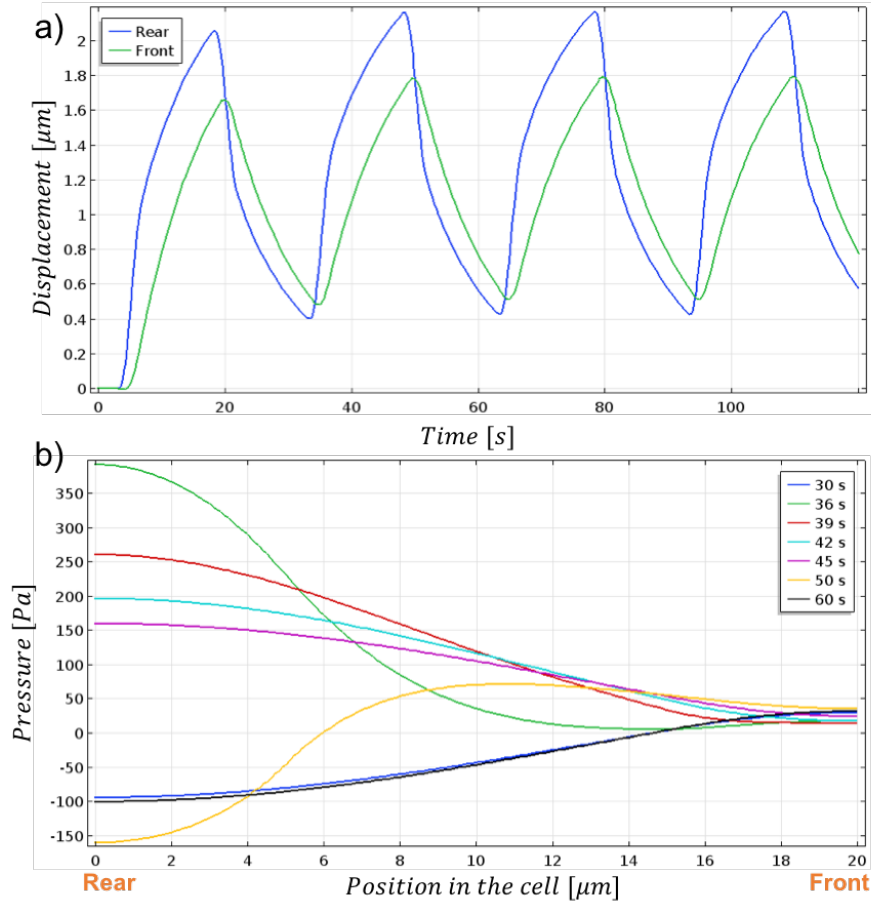 a)
Rear
Front
Displacement [μm]
2
1.8
1.6
1.4
1.2
1
0.8
0.6
0.4
0.2
0
0 20 40 60 80 100
Time [s]
b)
30 s
36 s
39 s
42 s
45 s
50 s
60 s
Pressure [Pa]
350
300
250
200
150
100
50
0
-50
-100
-150
0 2 4 6 8 10 12 14 16 18 20
Rear Position in the cell [μm] Front